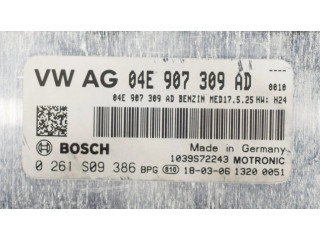 VW AG 04E 907 309 AD 0010
04E 907 309 AD BENZIN MED17.5.25 HW: H24
BOSCH
Made in Germany
1039S72243 MOTRONIC
0 261 S09 386 BPG 810 18-03-06 1320 0051